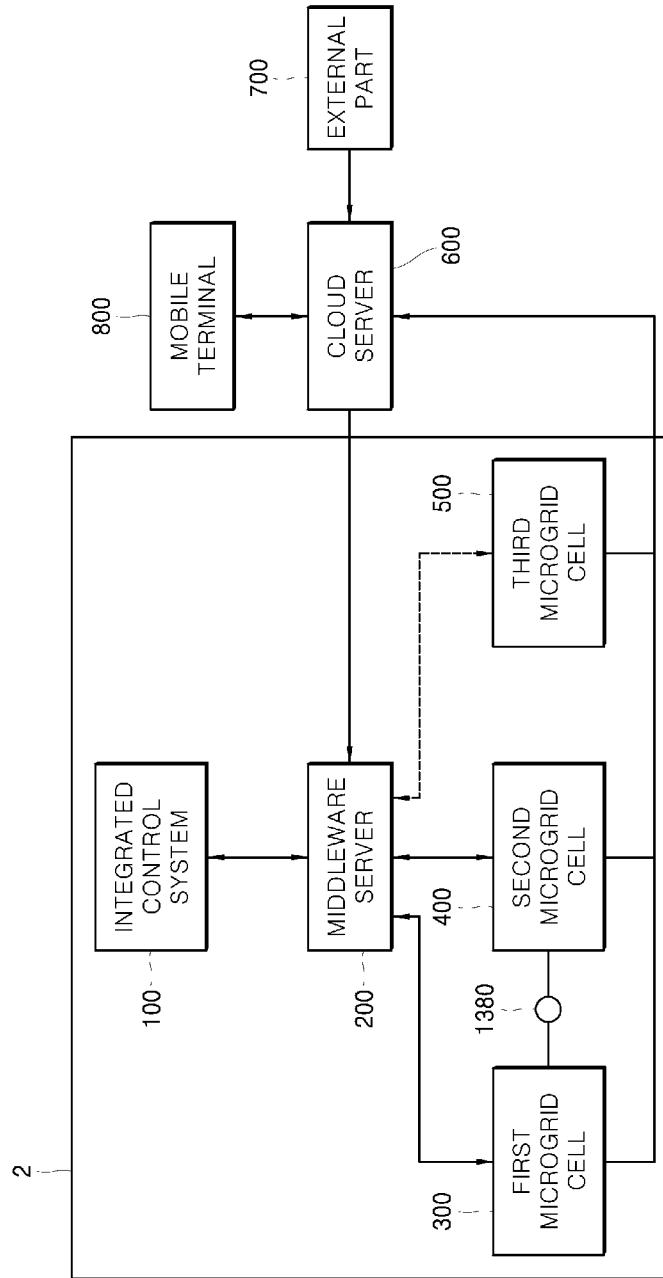 2
100
INTEGRATED
CONTROL
SYSTEM
200
MIDDLEWARE
SERVER
300
FIRST
MICROGRID
CELL
1380
400
SECOND
MICROGRID
CELL
500
THIRD
MICROGRID
CELL
800
MOBILE
TERMINAL
CLOUD
SERVER
600
700
EXTERNAL
PART